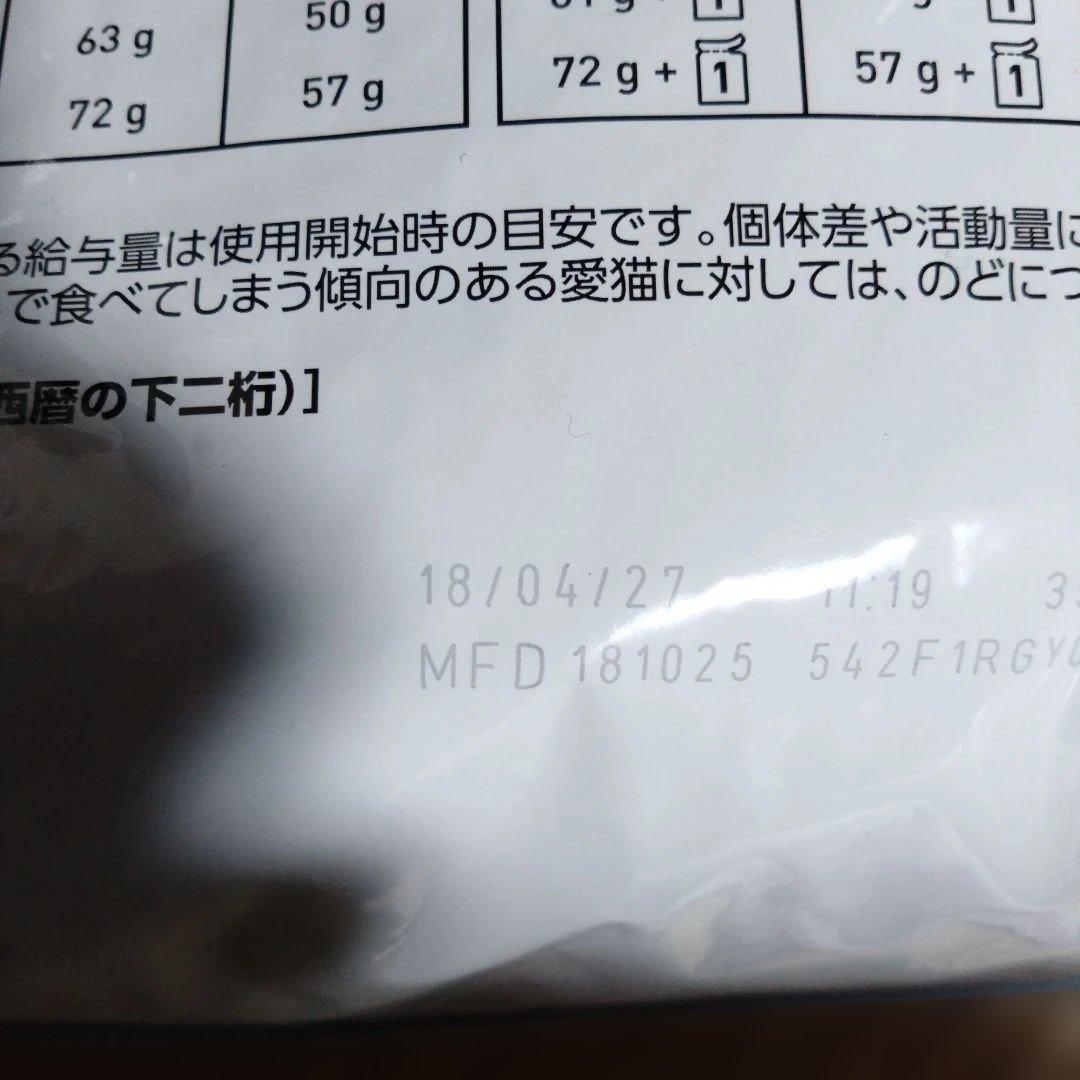 50 g
63 g
72 g
57 g
72 g + 1
57 g + 1
る給与量は使用開始時の目安です。個体差や活動量に
で食べてしまう傾向のある愛猫に対しては、のどにつ
西暦の下二桁)]
18/04/27 11:19
MFD 181025 542F1RGY